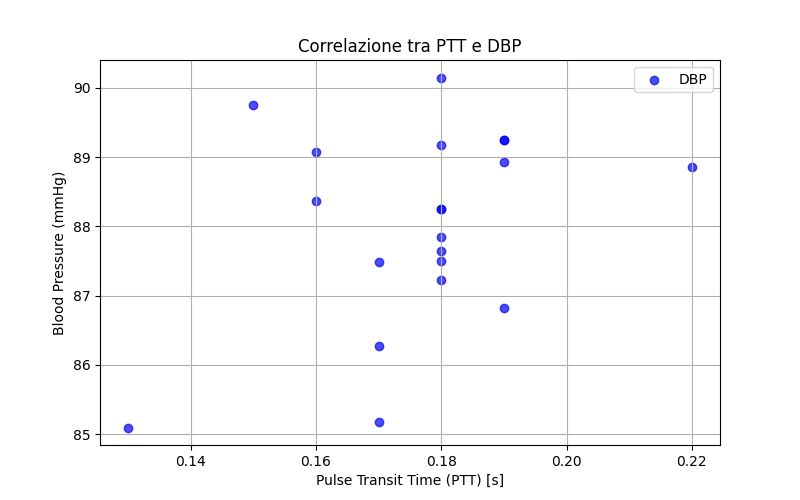 Correlazione tra PTT e DBP
DBP
90
89
88
87
86
85
Blood Pressure (mmHg)
0.14 0.16 0.18 0.20 0.22
Pulse Transit Time (PTT) [s]